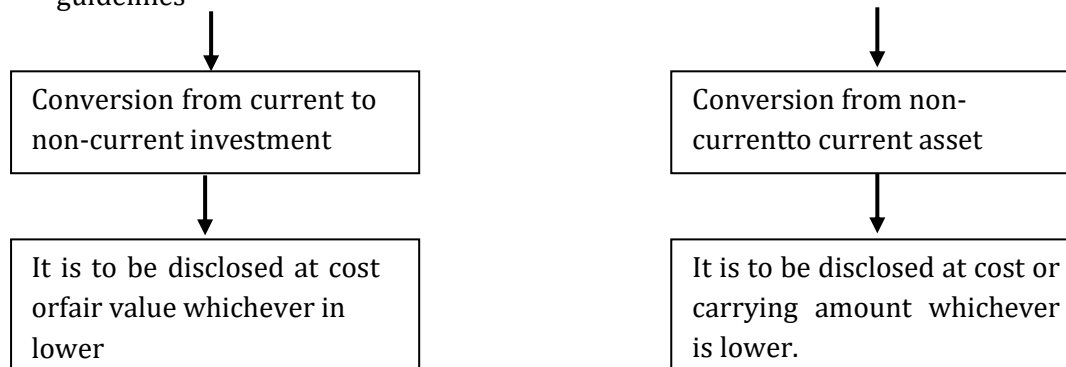 guidelines
Conversion from current to
non-current investment
Conversion from non-
currentto current asset
It is to be disclosed at cost
orfair value whichever in
lower
It is to be disclosed at cost or
carrying amount whichever
is lower.